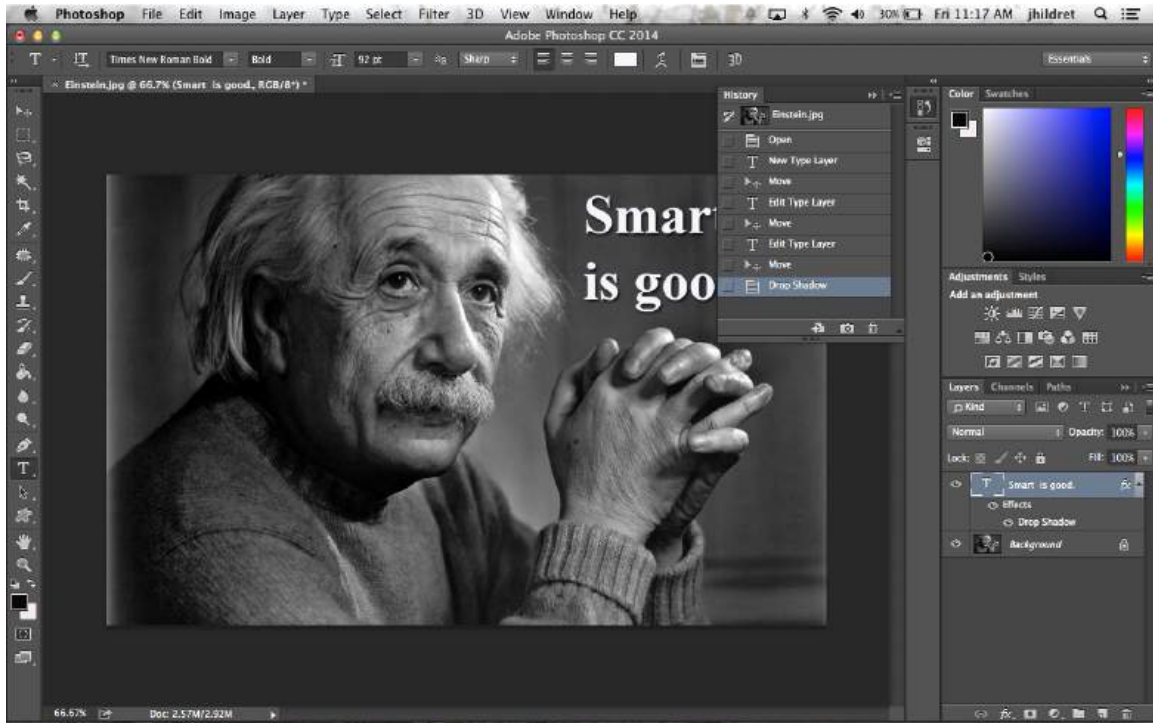 Photoshop File Edit Image Layer Type Select Filter 3D View Window Help 30% Fri 11:17 AM jhildret
Adobe Photoshop CC 2014
T Times New Roman Bold Bold 92 pt Sharp 3D Essentials
× Einstein.jpg @ 66.7% (Smart is good., RGB/8*) *
History
Einstein.jpg
Open
New Type Layer
Move
Edit Type Layer
Move
Edit Type Layer
Move
Drop Shadow
Smar
is goo
Color Swatches
Adjustments Styles
Add an adjustment
Layers Channels Paths
Kind
Normal Opacity: 100%
Lock: Fill: 100%
T Smart is good. fx
Effects
Drop Shadow
Background
66.67% Doc: 2.57M/2.92M